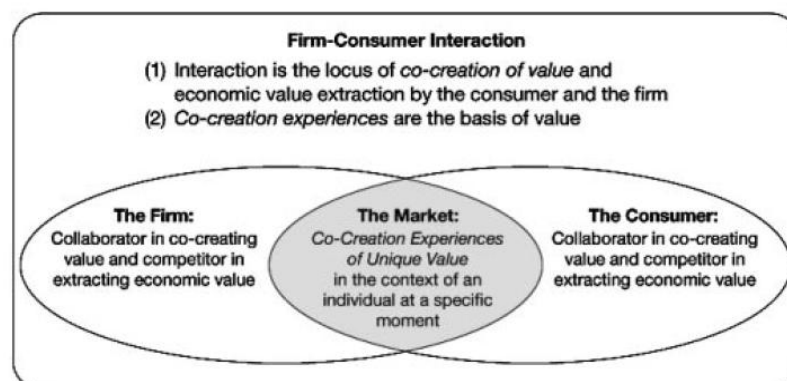 Firm-Consumer Interaction
(1) Interaction is the locus of co-creation of value and
economic value extraction by the consumer and the firm
(2) Co-creation experiences are the basis of value
The Firm:
Collaborator in co-creating
value and competitor in
extracting economic value
The Market:
Co-Creation Experiences
of Unique Value
in the context of an
individual at a specific
moment
The Consumer:
Collaborator in co-creating
value and competitor in
extracting economic value